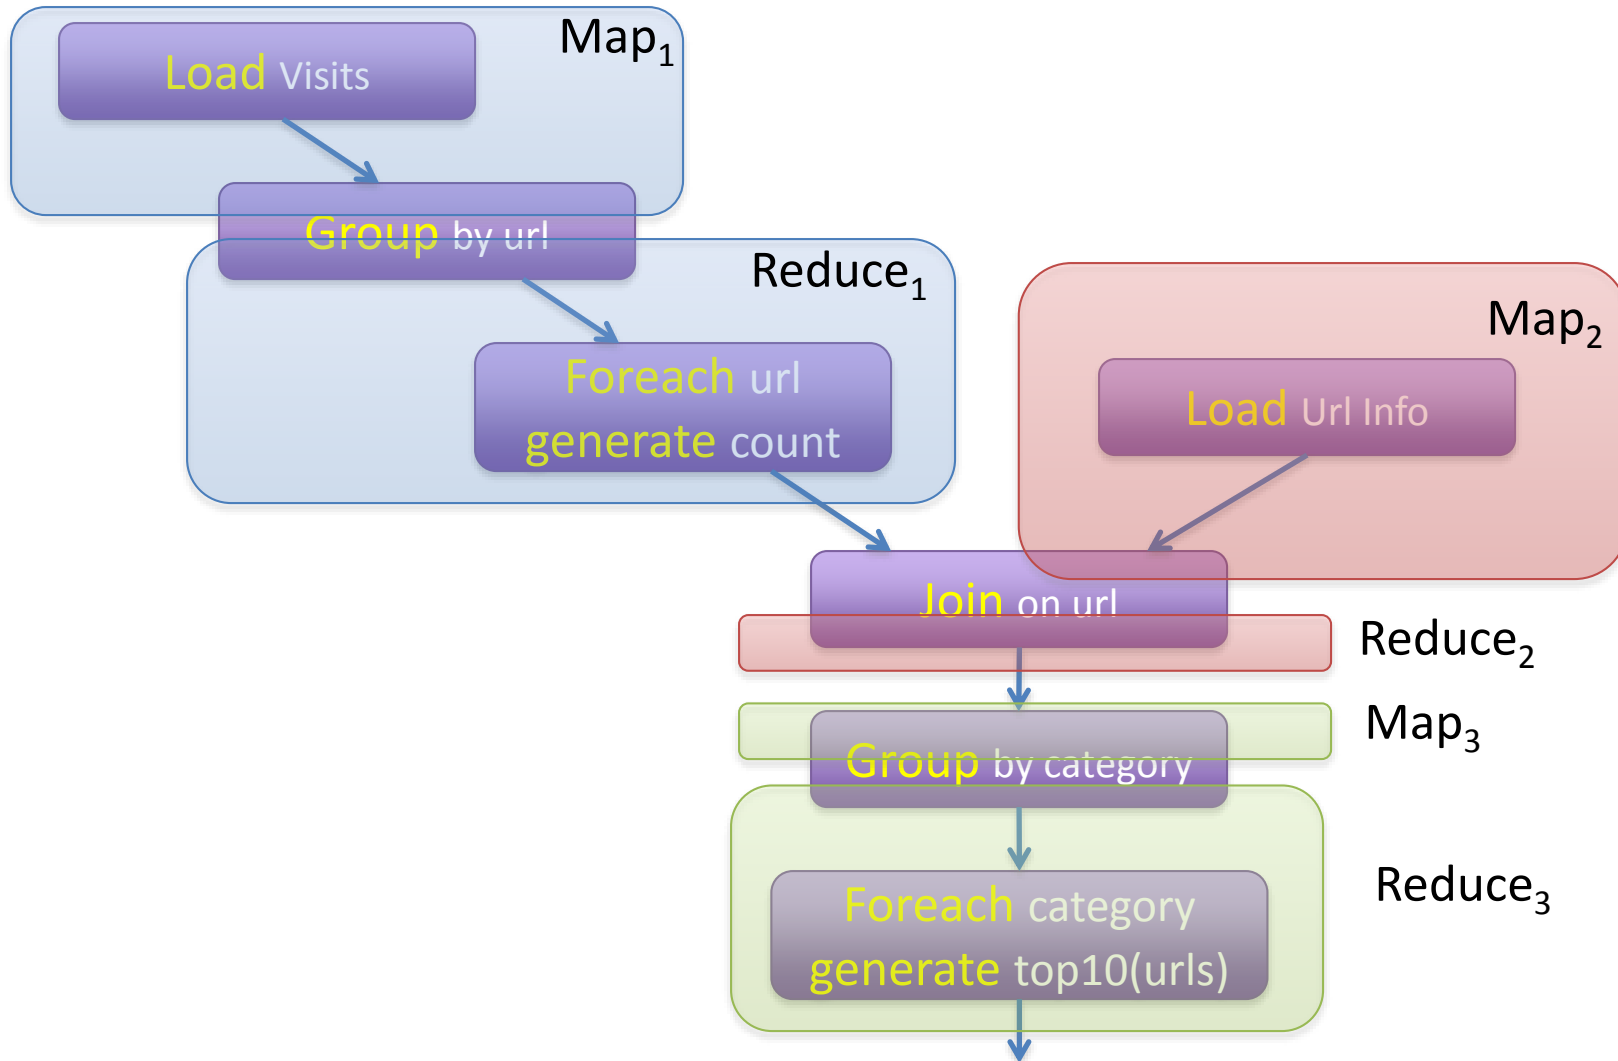 Map₁
Load Visits
Group by url
Reduce₁
Foreach url
generate count
Map₂
Load Url Info
Join on url
Reduce₂
Map₃
Group by category
Reduce₃
Foreach category
generate top10(urls)